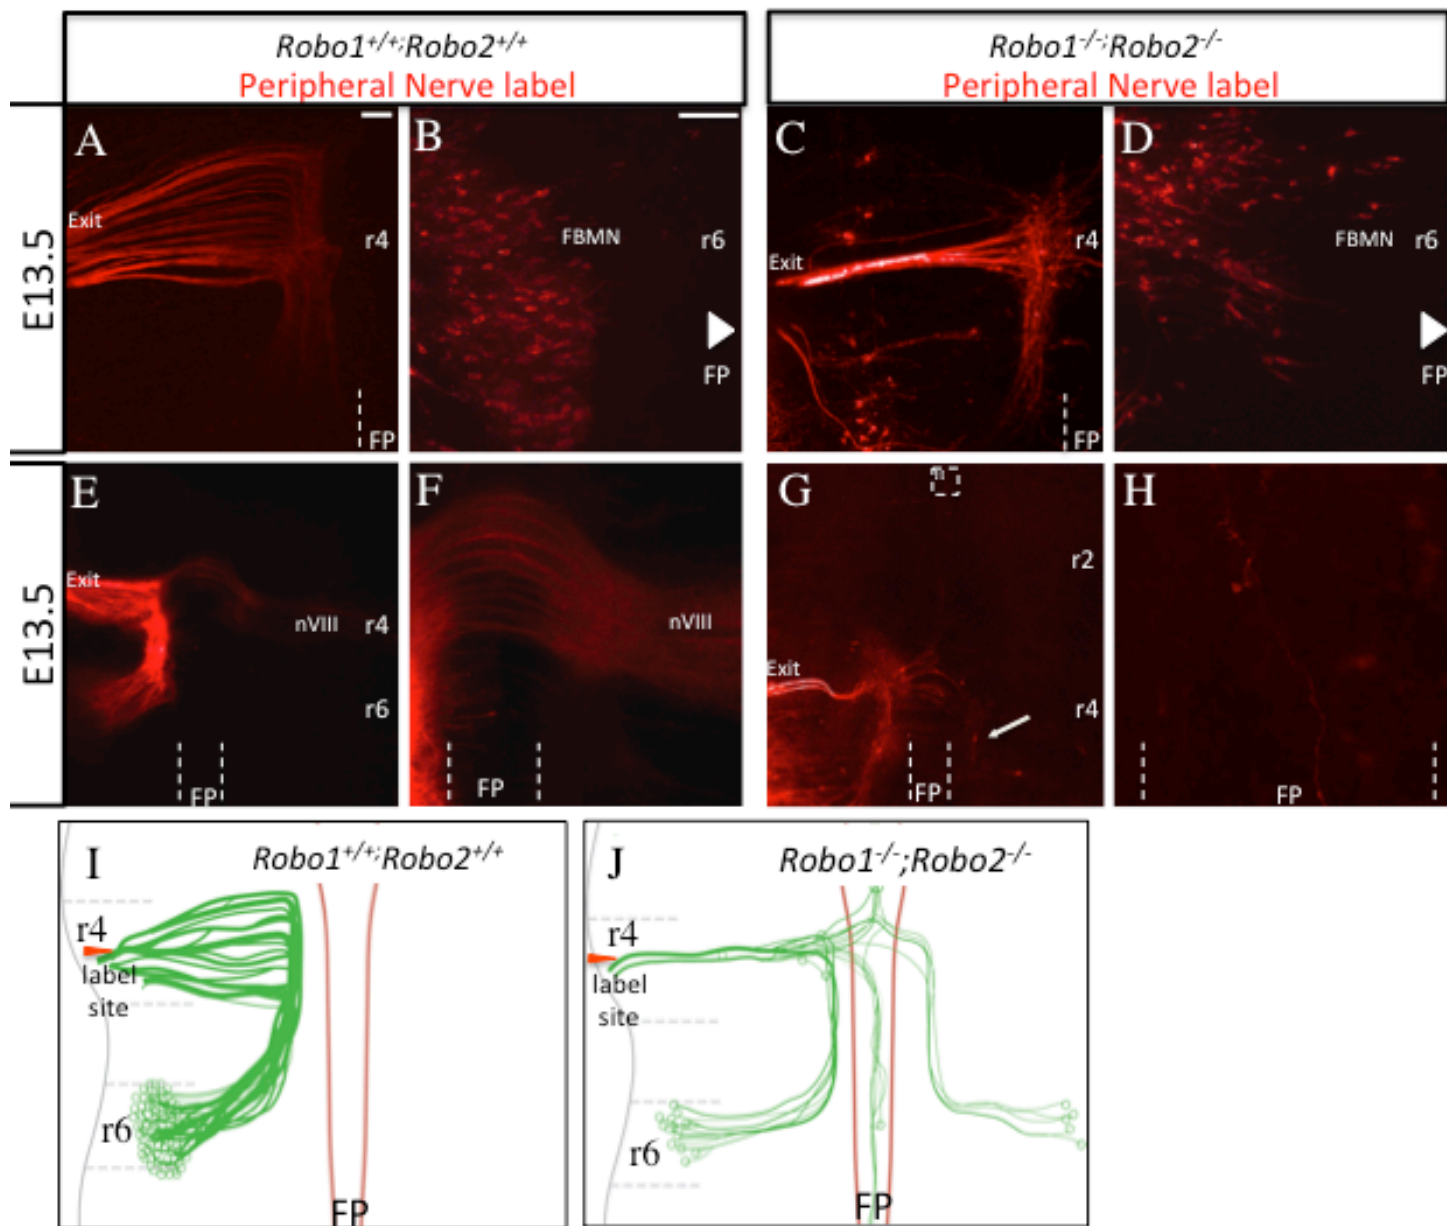 Robo1+/+;Robo2+/+
Peripheral Nerve label
Robo1-/-;Robo2-/-
Peripheral Nerve label
E13.5
A
Exit
r4
FP
B
FBMN
r6
FP
C
Exit
r4
FP
D
FBMN
r6
FP
E13.5
E
Exit
nVIII
r4
r6
FP
F
nVIII
FP
G
r2
Exit
r4
FP
H
FP
I
Robo1+/+;Robo2+/+
r4
label
site
r6
FP
J
Robo1-/-;Robo2-/-
r4
label
site
r6
FP